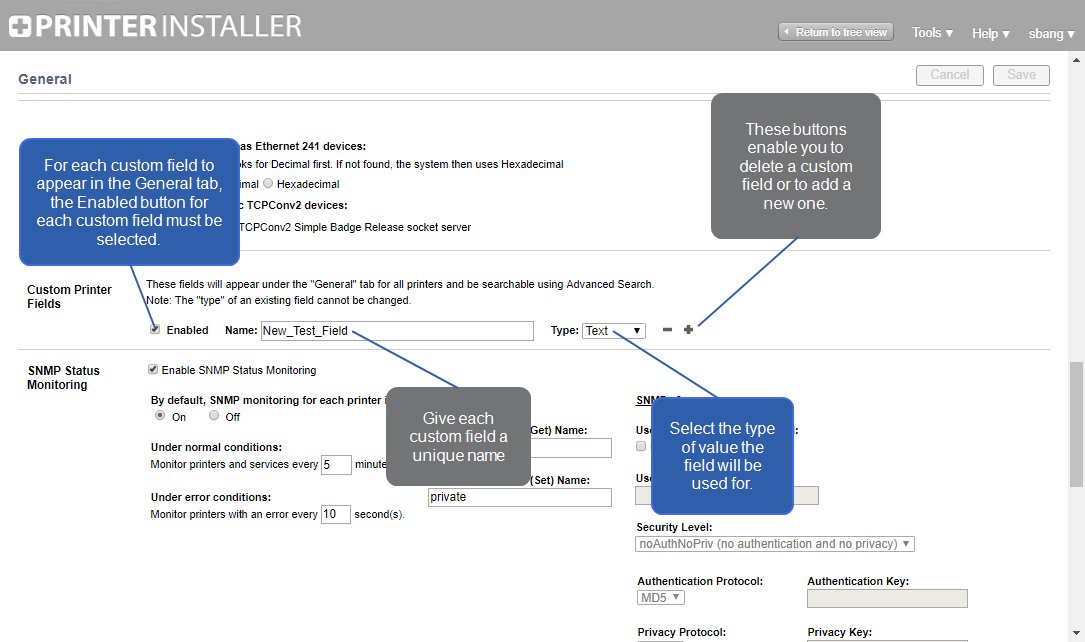 PRINTER INSTALLER
Return to tree view Tools Help sbang
General
Cancel Save
as Ethernet 241 devices:
ks for Decimal first. If not found, the system then uses Hexadecimal
imal Hexadecimal
TCPConv2 devices:
TCPConv2 Simple Badge Release socket server
For each custom field to
appear in the General tab,
the Enabled button for
each custom field must be
selected.
These buttons
enable you to
delete a custom
field or to add a
new one.
Custom Printer
Fields
These fields will appear under the "General" tab for all printers and be searchable using Advanced Search.
Note: The "type" of an existing field cannot be changed.
Enabled Name: New_Test_Field Type: Text
SNMP Status
Monitoring
Enable SNMP Status Monitoring
By default, SNMP monitoring for each printer i
On Off
Under normal conditions:
Monitor printers and services every 5 minute
Under error conditions:
Monitor printers with an error every 10 second(s).
Give each
custom field a
unique name
Get) Name:
(Set) Name:
private
SNM
Use
Use
Select the type
of value the
field will be
used for.
Security Level:
noAuthNoPriv (no authentication and no privacy)
Authentication Protocol: Authentication Key:
MD5
Privacy Protocol: Privacy Key: